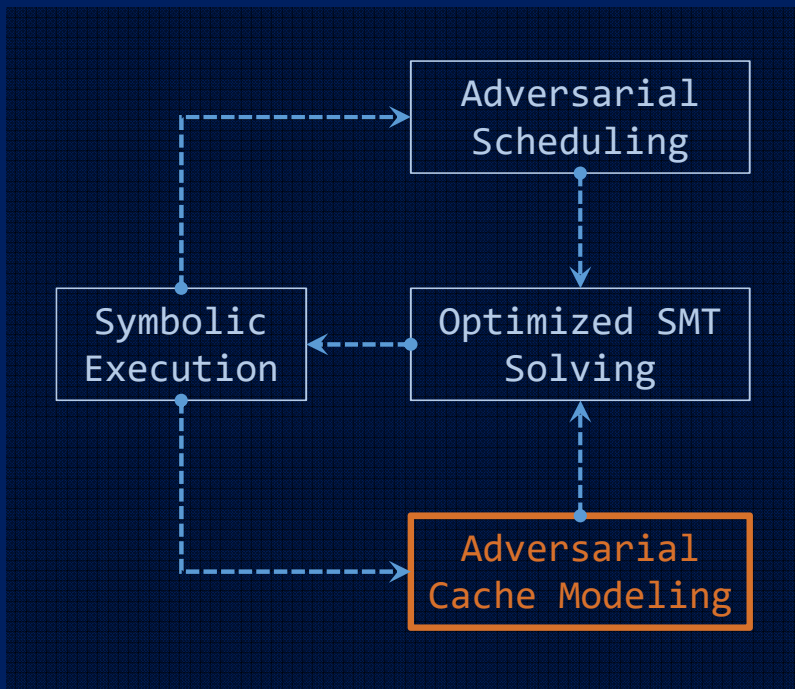 Adversarial
Scheduling
Symbolic
Execution
Optimized SMT
Solving
Adversarial
Cache Modeling